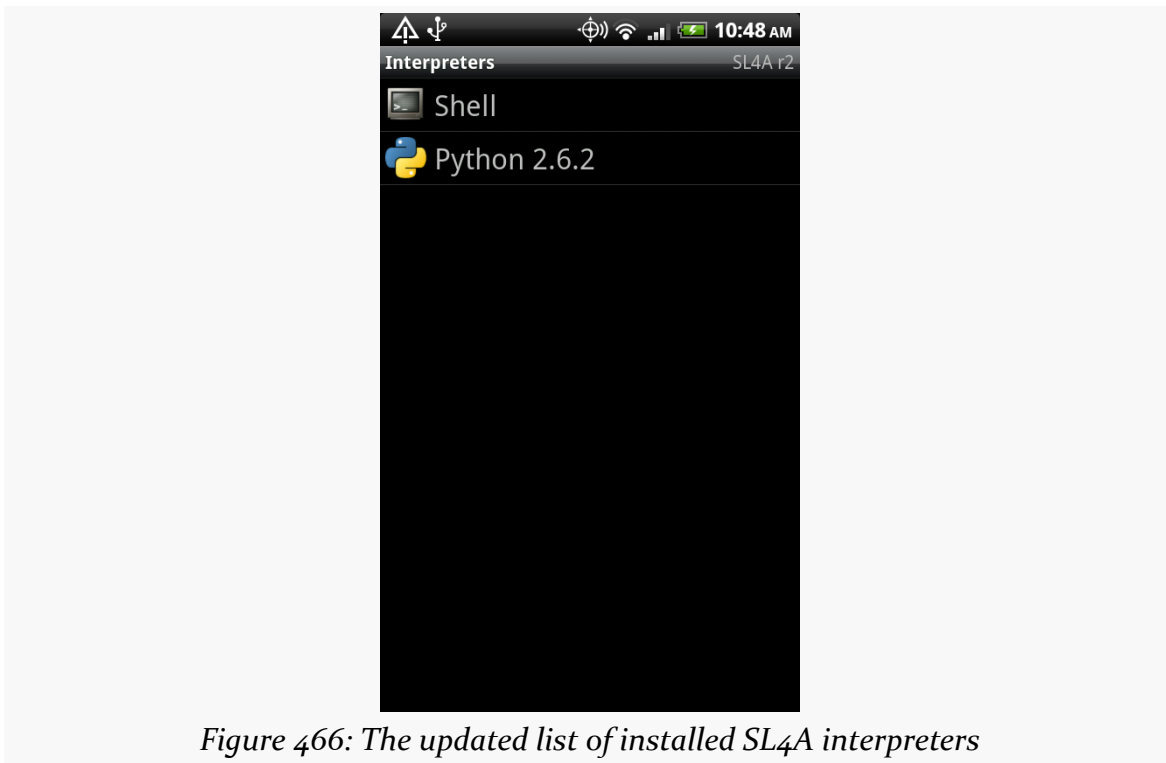 10:48 AM
Interpreters SL4A r2
>_ Shell
Python 2.6.2
Figure 466: The updated list of installed SL4A interpreters